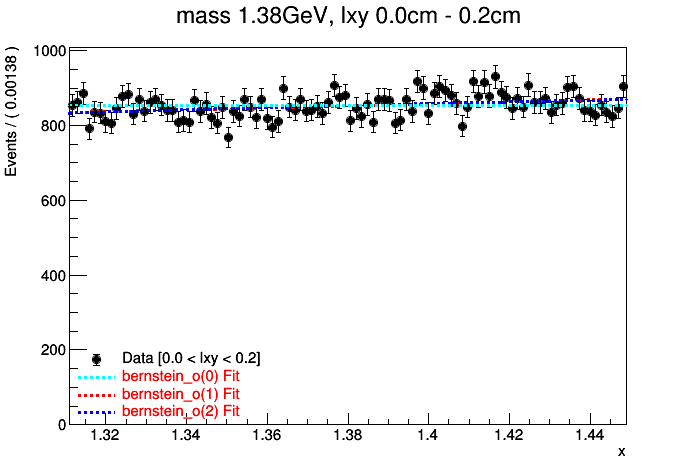 mass 1.38GeV, lxy 0.0cm - 0.2cm
Events / ( 0.00138 )
1000
800
600
400
200
0
Data [0.0 < lxy < 0.2]
bernstein_o(0) Fit
bernstein_o(1) Fit
bernstein_o(2) Fit
1.32 1.34 1.36 1.38 1.4 1.42 1.44
x